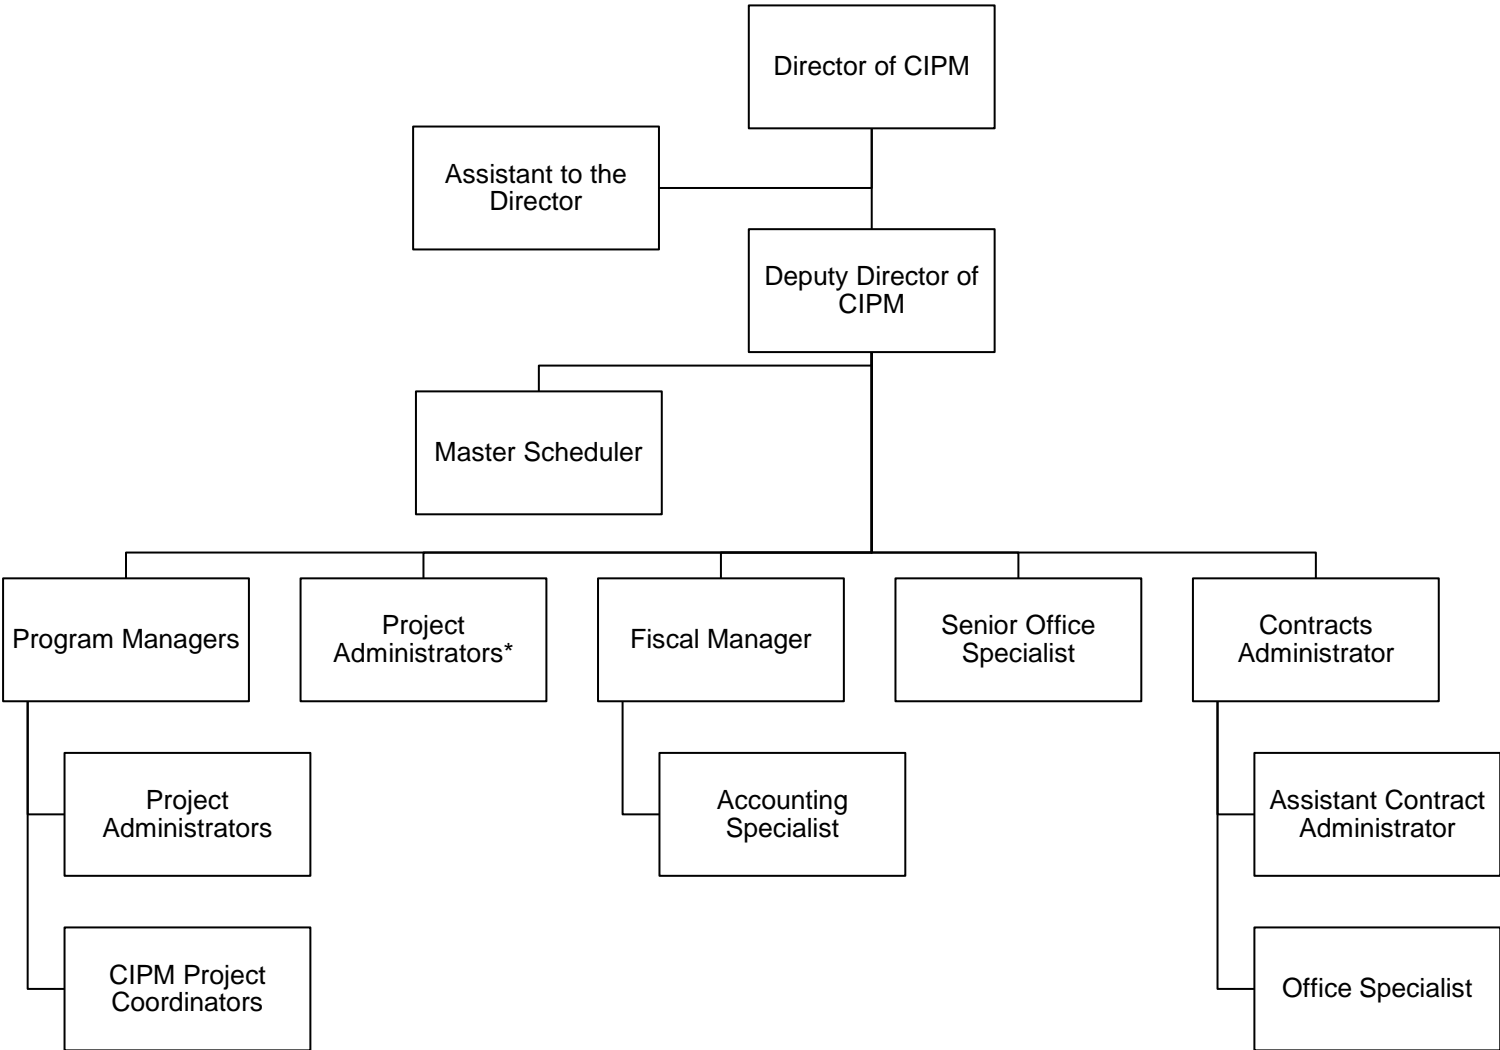 Director of CIPM
Assistant to the
Director
Deputy Director of
CIPM
Master Scheduler
Program Managers
Project
Administrators*
Fiscal Manager
Senior Office
Specialist
Contracts
Administrator
Project
Administrators
Accounting
Specialist
Assistant Contract
Administrator
CIPM Project
Coordinators
Office Specialist